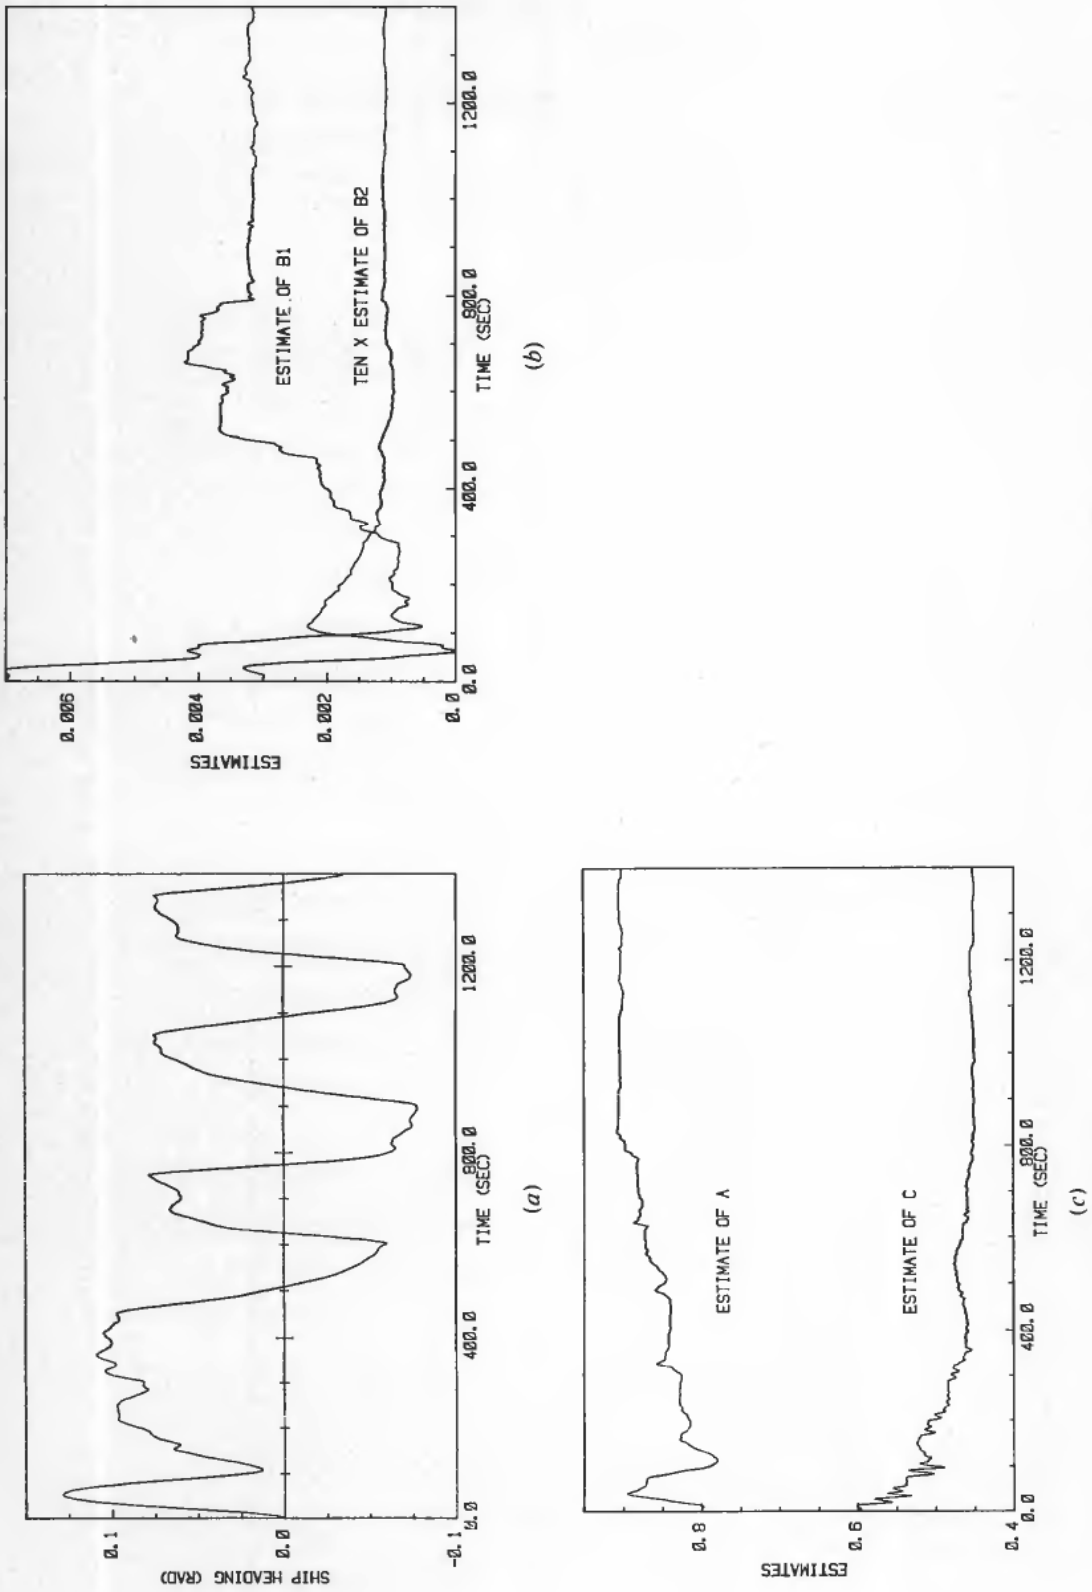 SHIP HEADING (RAD)
0.1
0.0
-0.1
0.0
400.0
800.0
1200.0
TIME (SEC)
(a)
ESTIMATES
0.006
0.004
0.002
0.0
0.0
400.0
800.0
1200.0
TIME (SEC)
ESTIMATE OF B1
TEN X ESTIMATE OF B2
(b)
ESTIMATES
0.8
0.6
0.4
0.0
400.0
800.0
1200.0
TIME (SEC)
ESTIMATE OF A
ESTIMATE OF C
(c)